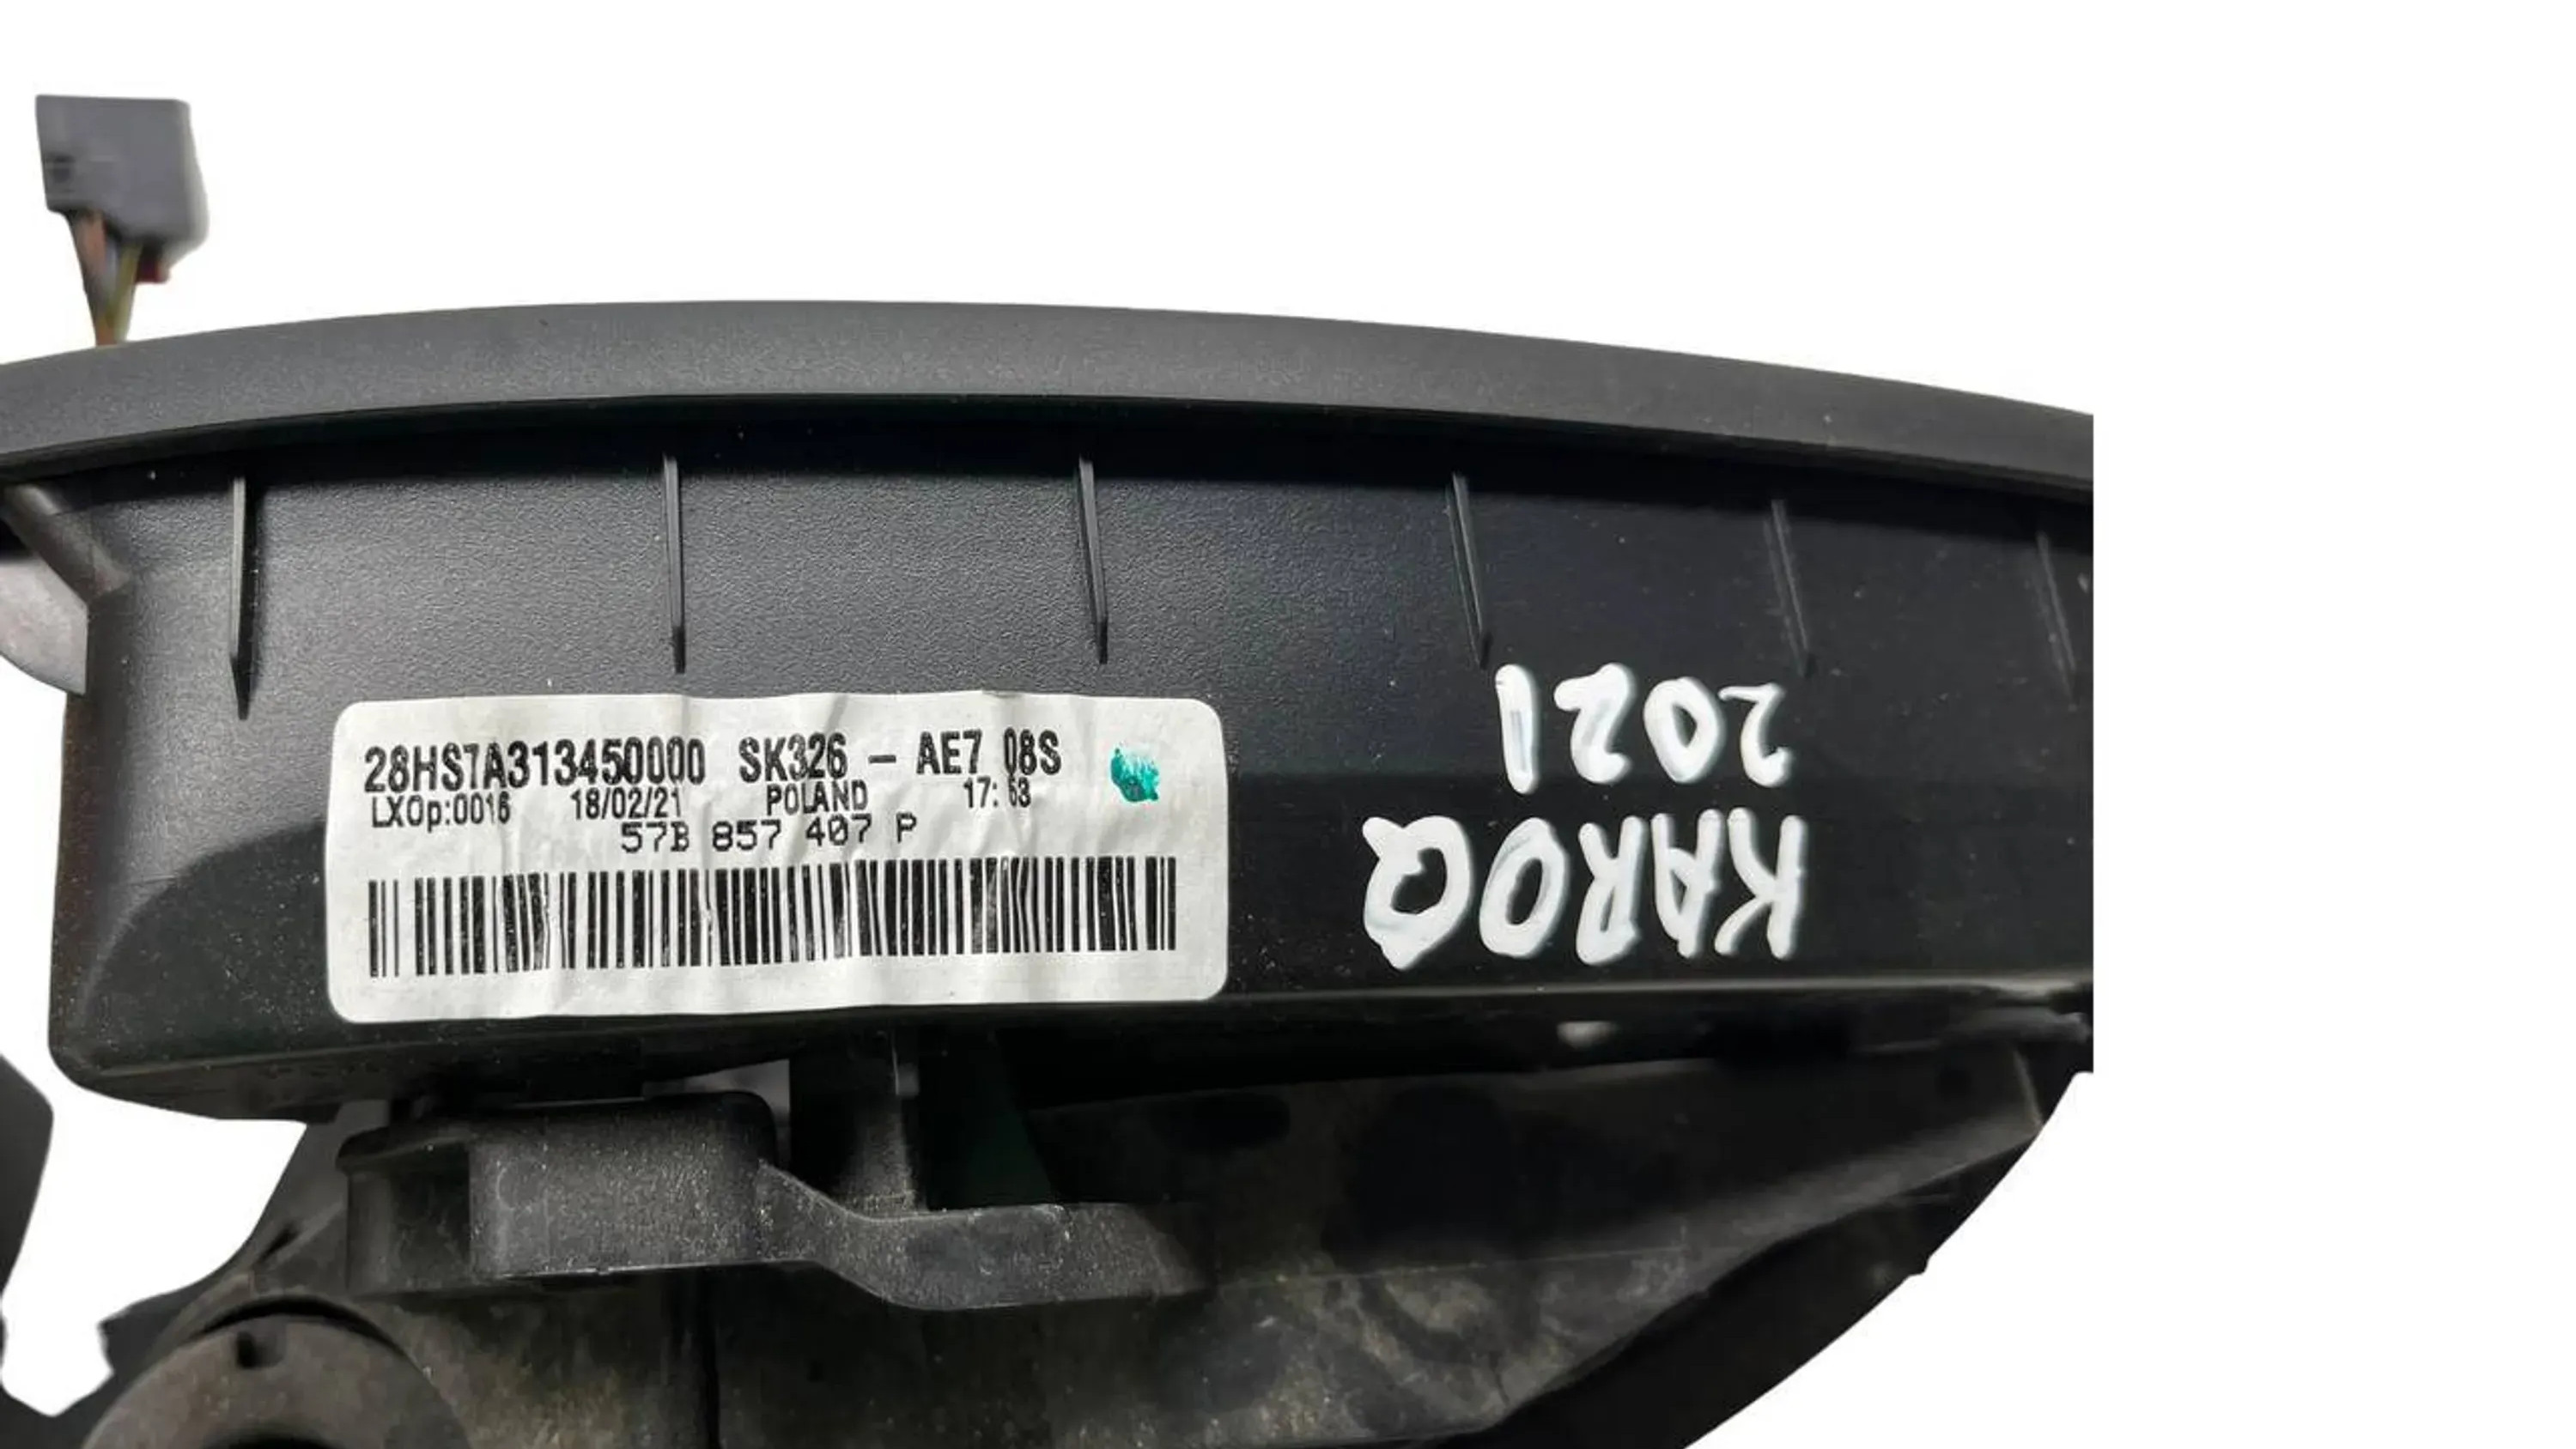 28HS7A313450000 SK326 - AE7 08S
LXOp:0016 18/02/21 POLAND 17:53
57B 857 407 P
KAROQ
2021